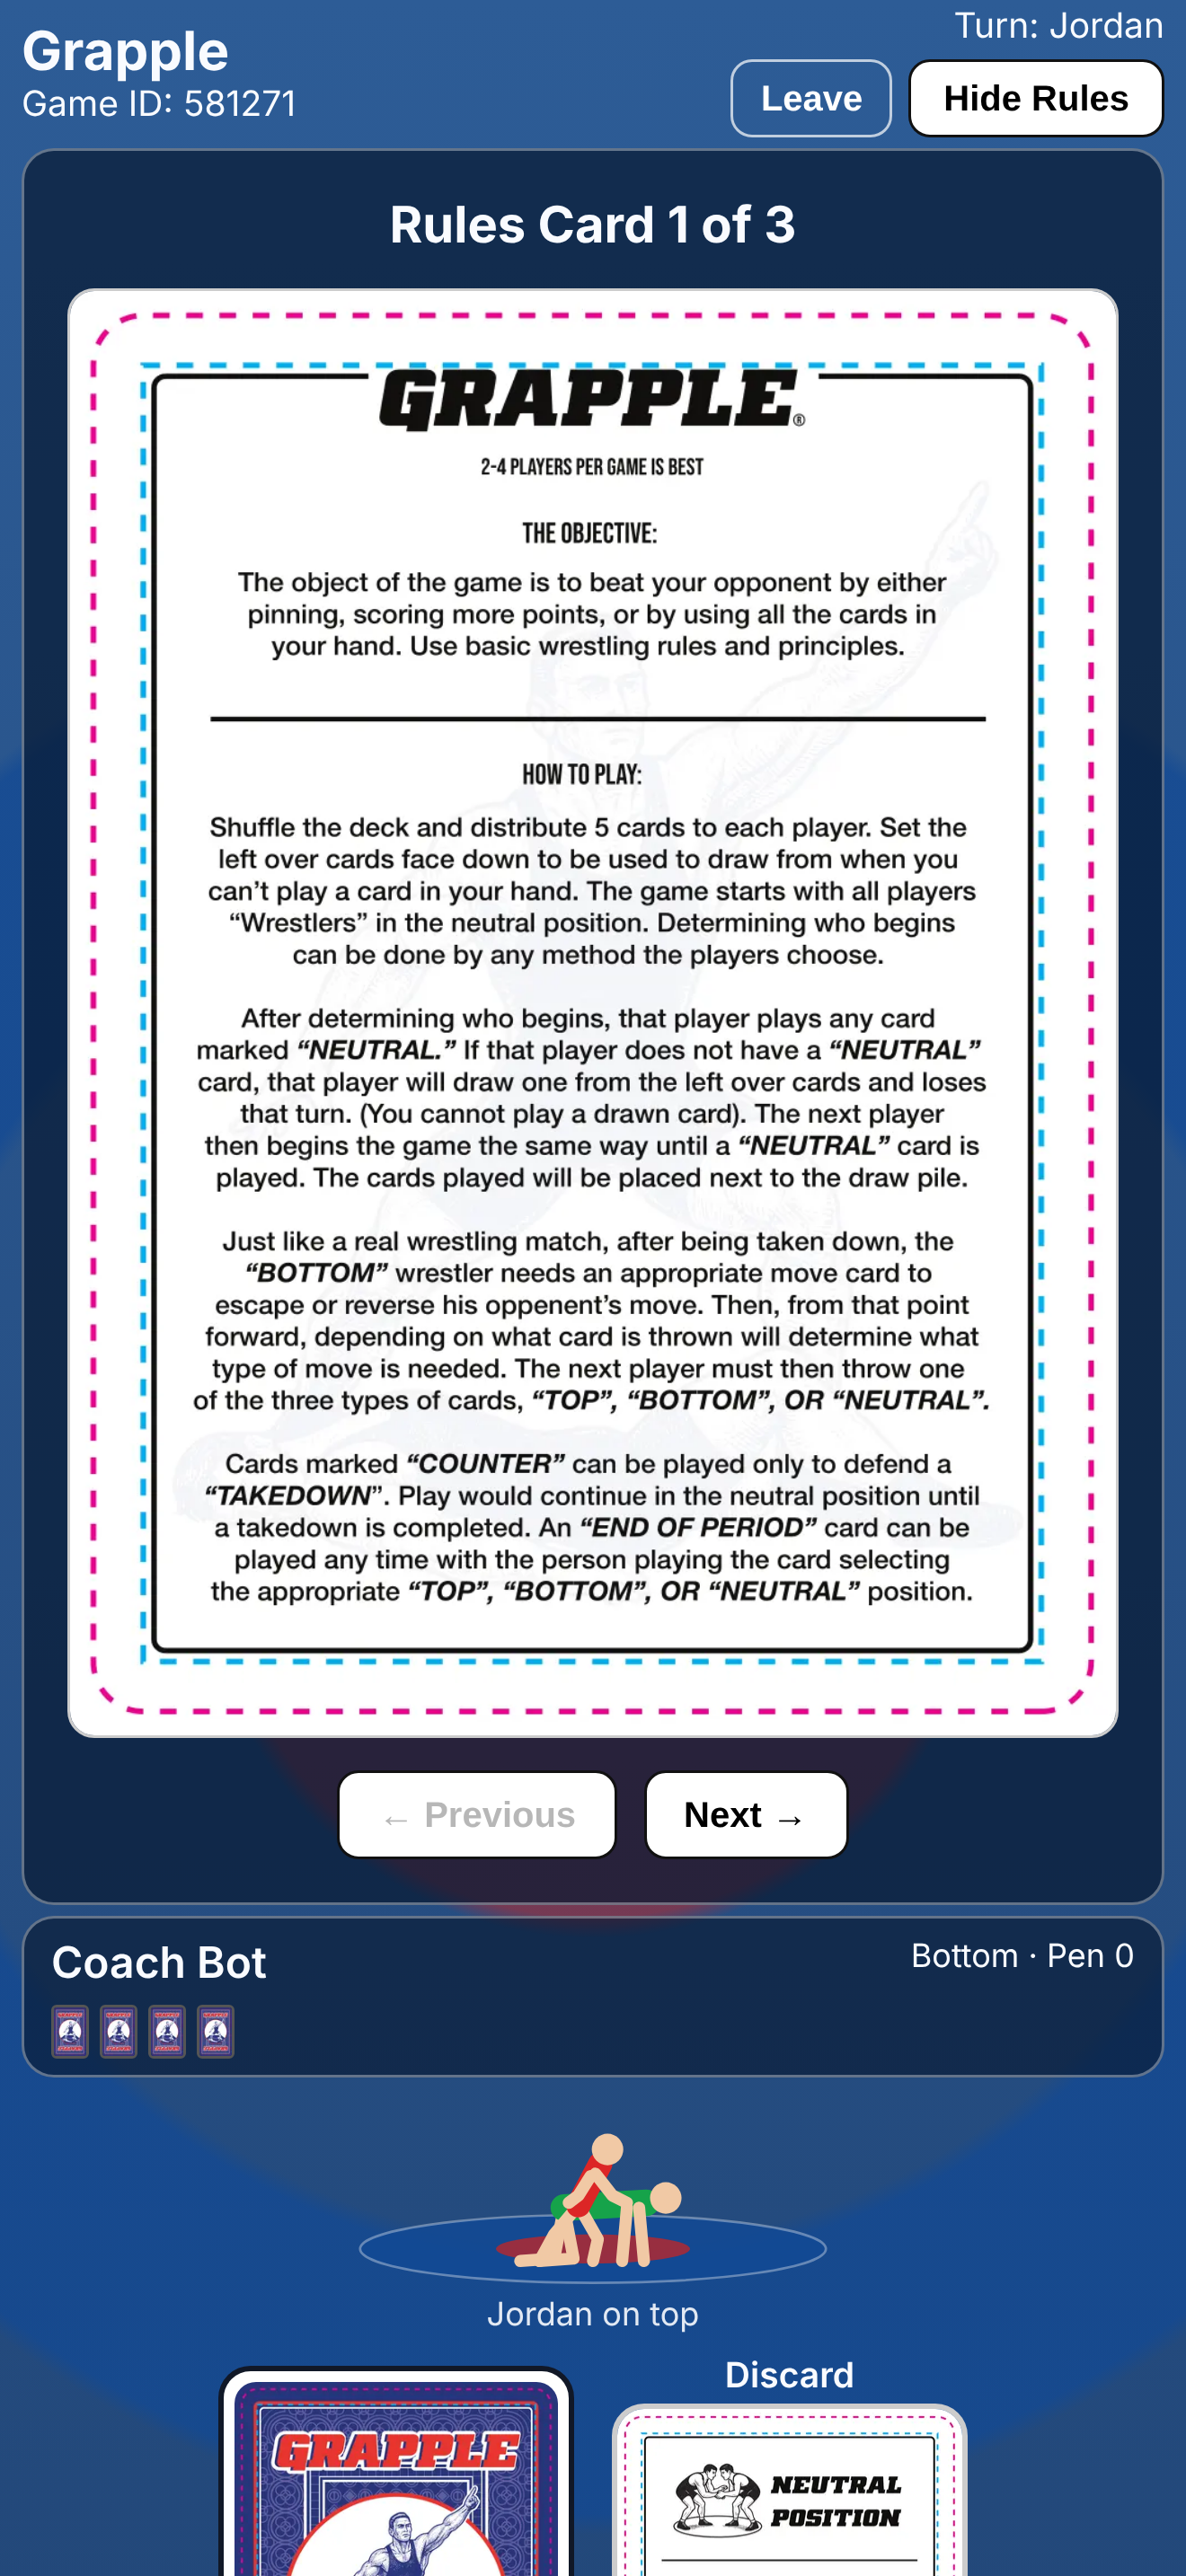 Grapple
Game ID: 581271
Turn: Jordan
Leave
Hide Rules
Rules Card 1 of 3
GRAPPLE®
2-4 PLAYERS PER GAME IS BEST
THE OBJECTIVE:
The object of the game is to beat your opponent by either
pinning, scoring more points, or by using all the cards in
your hand. Use basic wrestling rules and principles.
HOW TO PLAY:
Shuffle the deck and distribute 5 cards to each player. Set the
left over cards face down to be used to draw from when you
can’t play a card in your hand. The game starts with all players
“Wrestlers” in the neutral position. Determining who begins
can be done by any method the players choose.
After determining who begins, that player plays any card
marked “NEUTRAL.” If that player does not have a “NEUTRAL”
card, that player will draw one from the left over cards and loses
that turn. (You cannot play a drawn card). The next player
then begins the game the same way until a “NEUTRAL” card is
played. The cards played will be placed next to the draw pile.
Just like a real wrestling match, after being taken down, the
“BOTTOM” wrestler needs an appropriate move card to
escape or reverse his oppenent’s move. Then, from that point
forward, depending on what card is thrown will determine what
type of move is needed. The next player must then throw one
of the three types of cards, “TOP”, “BOTTOM”, OR “NEUTRAL”.
Cards marked “COUNTER” can be played only to defend a
“TAKEDOWN”. Play would continue in the neutral position until
a takedown is completed. An “END OF PERIOD” card can be
played any time with the person playing the card selecting
the appropriate “TOP”, “BOTTOM”, OR “NEUTRAL” position.
← Previous
Next →
Coach Bot
Bottom · Pen 0
Jordan on top
Discard
GRAPPLE
NEUTRAL
POSITION